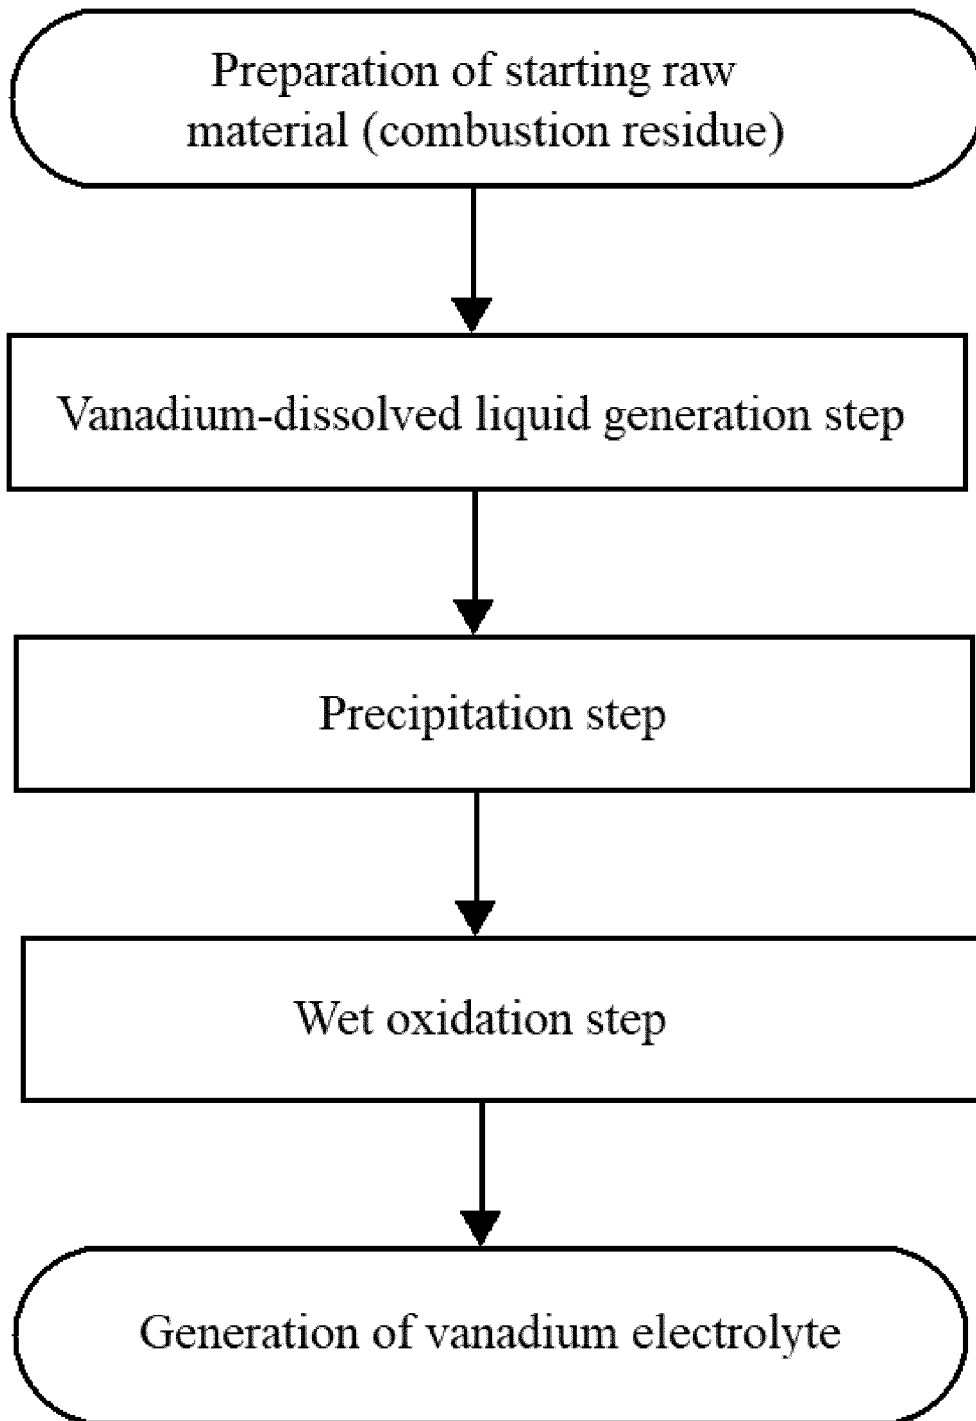 Preparation of starting raw
material (combustion residue)
Vanadium-dissolved liquid generation step
Precipitation step
Wet oxidation step
Generation of vanadium electrolyte